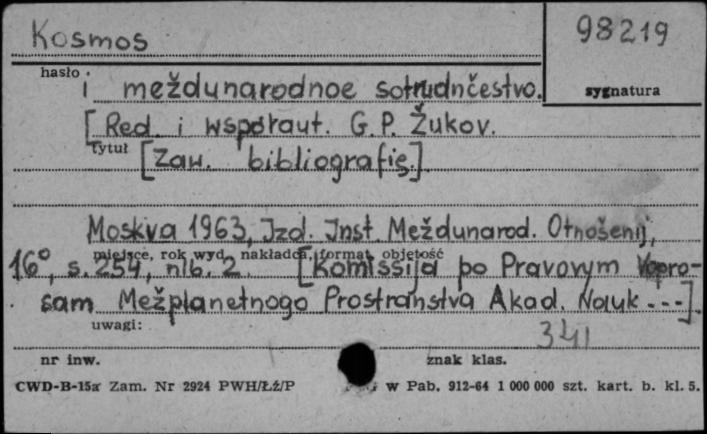 Kosmos
98219
hasło
i meždunarodnoe sotrudnčestvo.
sygnatura
[Red. i współaut. G.P. Žukov.
tytuł
[Zaw. bibliografię.]
Moskva 1963, Izd. Inst. Meždunarod. Otnošenij,
miejsce, rok wyd., nakładca, format, objętość
16°, s. 254, nlb. 2. [Komissija po Pravovym Vopro-
sam Mežplanetnogo Prostranstva Akad. Nauk ---]
uwagi:
341
nr inw.
znak klas.
CWD-B-15a Zam. Nr 2924 PWH/Łż/P
w Pab. 912-64 1 000 000 szt. kart. b. kl. 5.